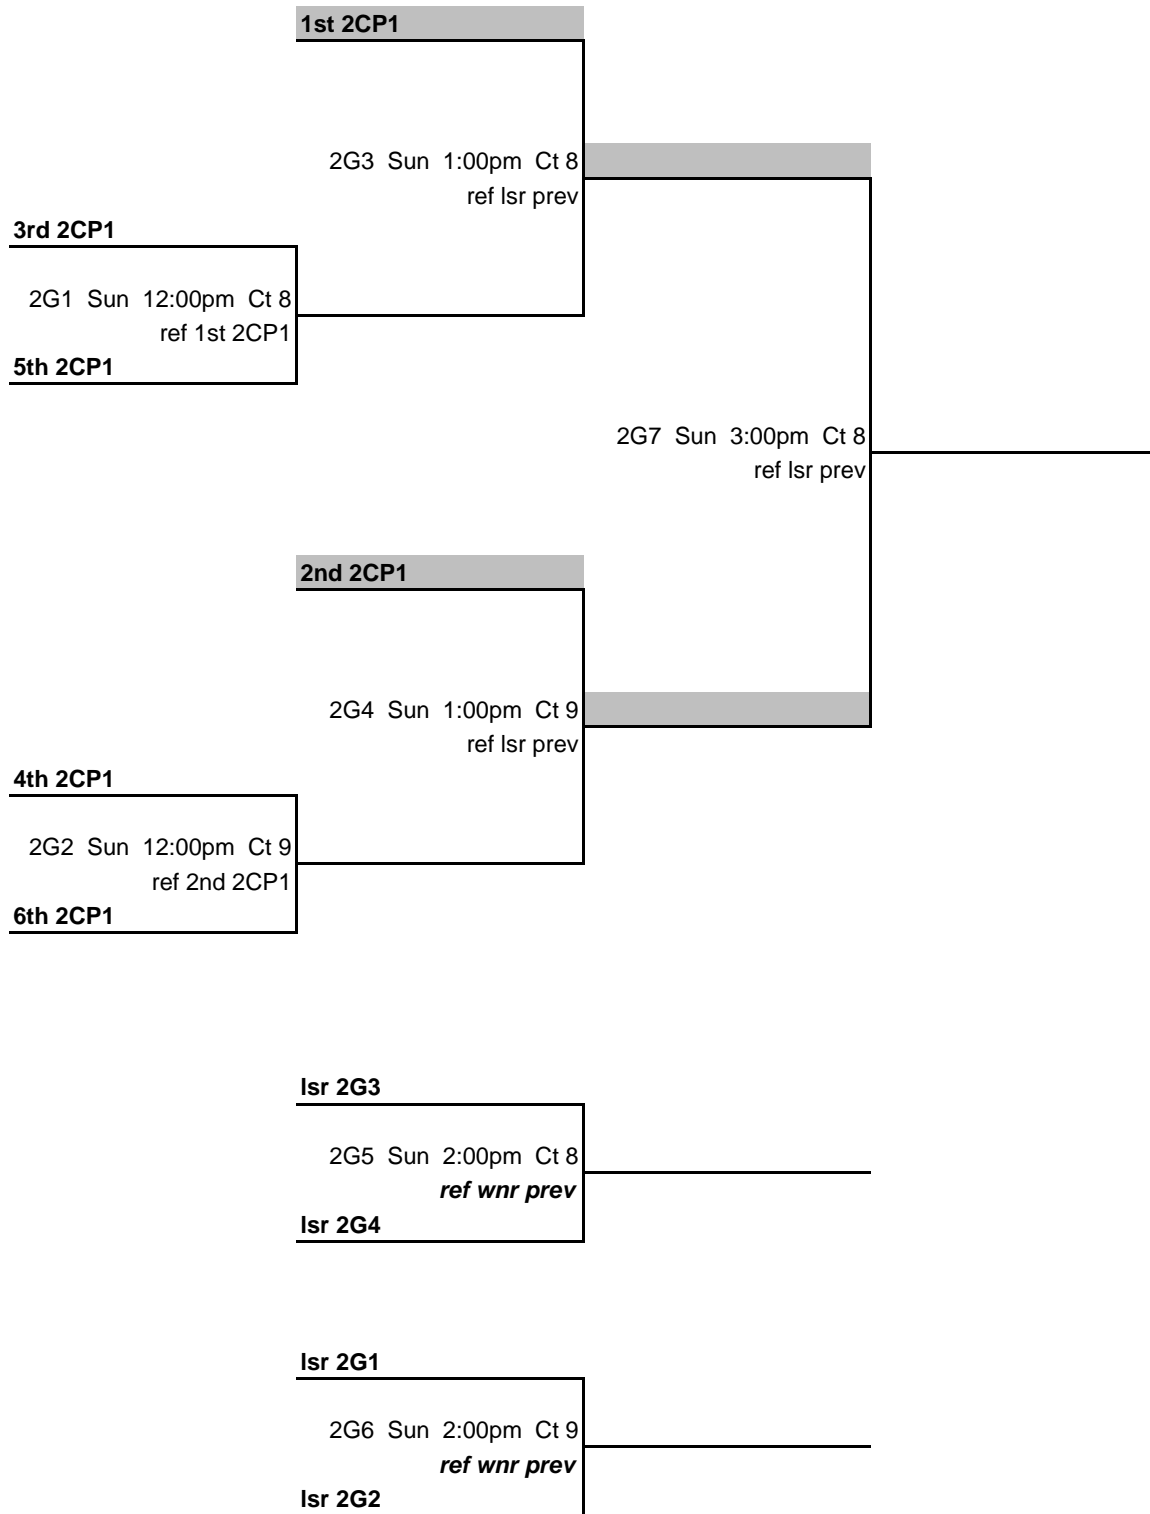 1st 2CP1
2G3 Sun 1:00pm Ct 8
ref lsr prev
3rd 2CP1
2G1 Sun 12:00pm Ct 8
ref 1st 2CP1
5th 2CP1
2G7 Sun 3:00pm Ct 8
ref lsr prev
2nd 2CP1
2G4 Sun 1:00pm Ct 9
ref lsr prev
4th 2CP1
2G2 Sun 12:00pm Ct 9
ref 2nd 2CP1
6th 2CP1
lsr 2G3
2G5 Sun 2:00pm Ct 8
ref wnr prev
lsr 2G4
lsr 2G1
2G6 Sun 2:00pm Ct 9
ref wnr prev
lsr 2G2